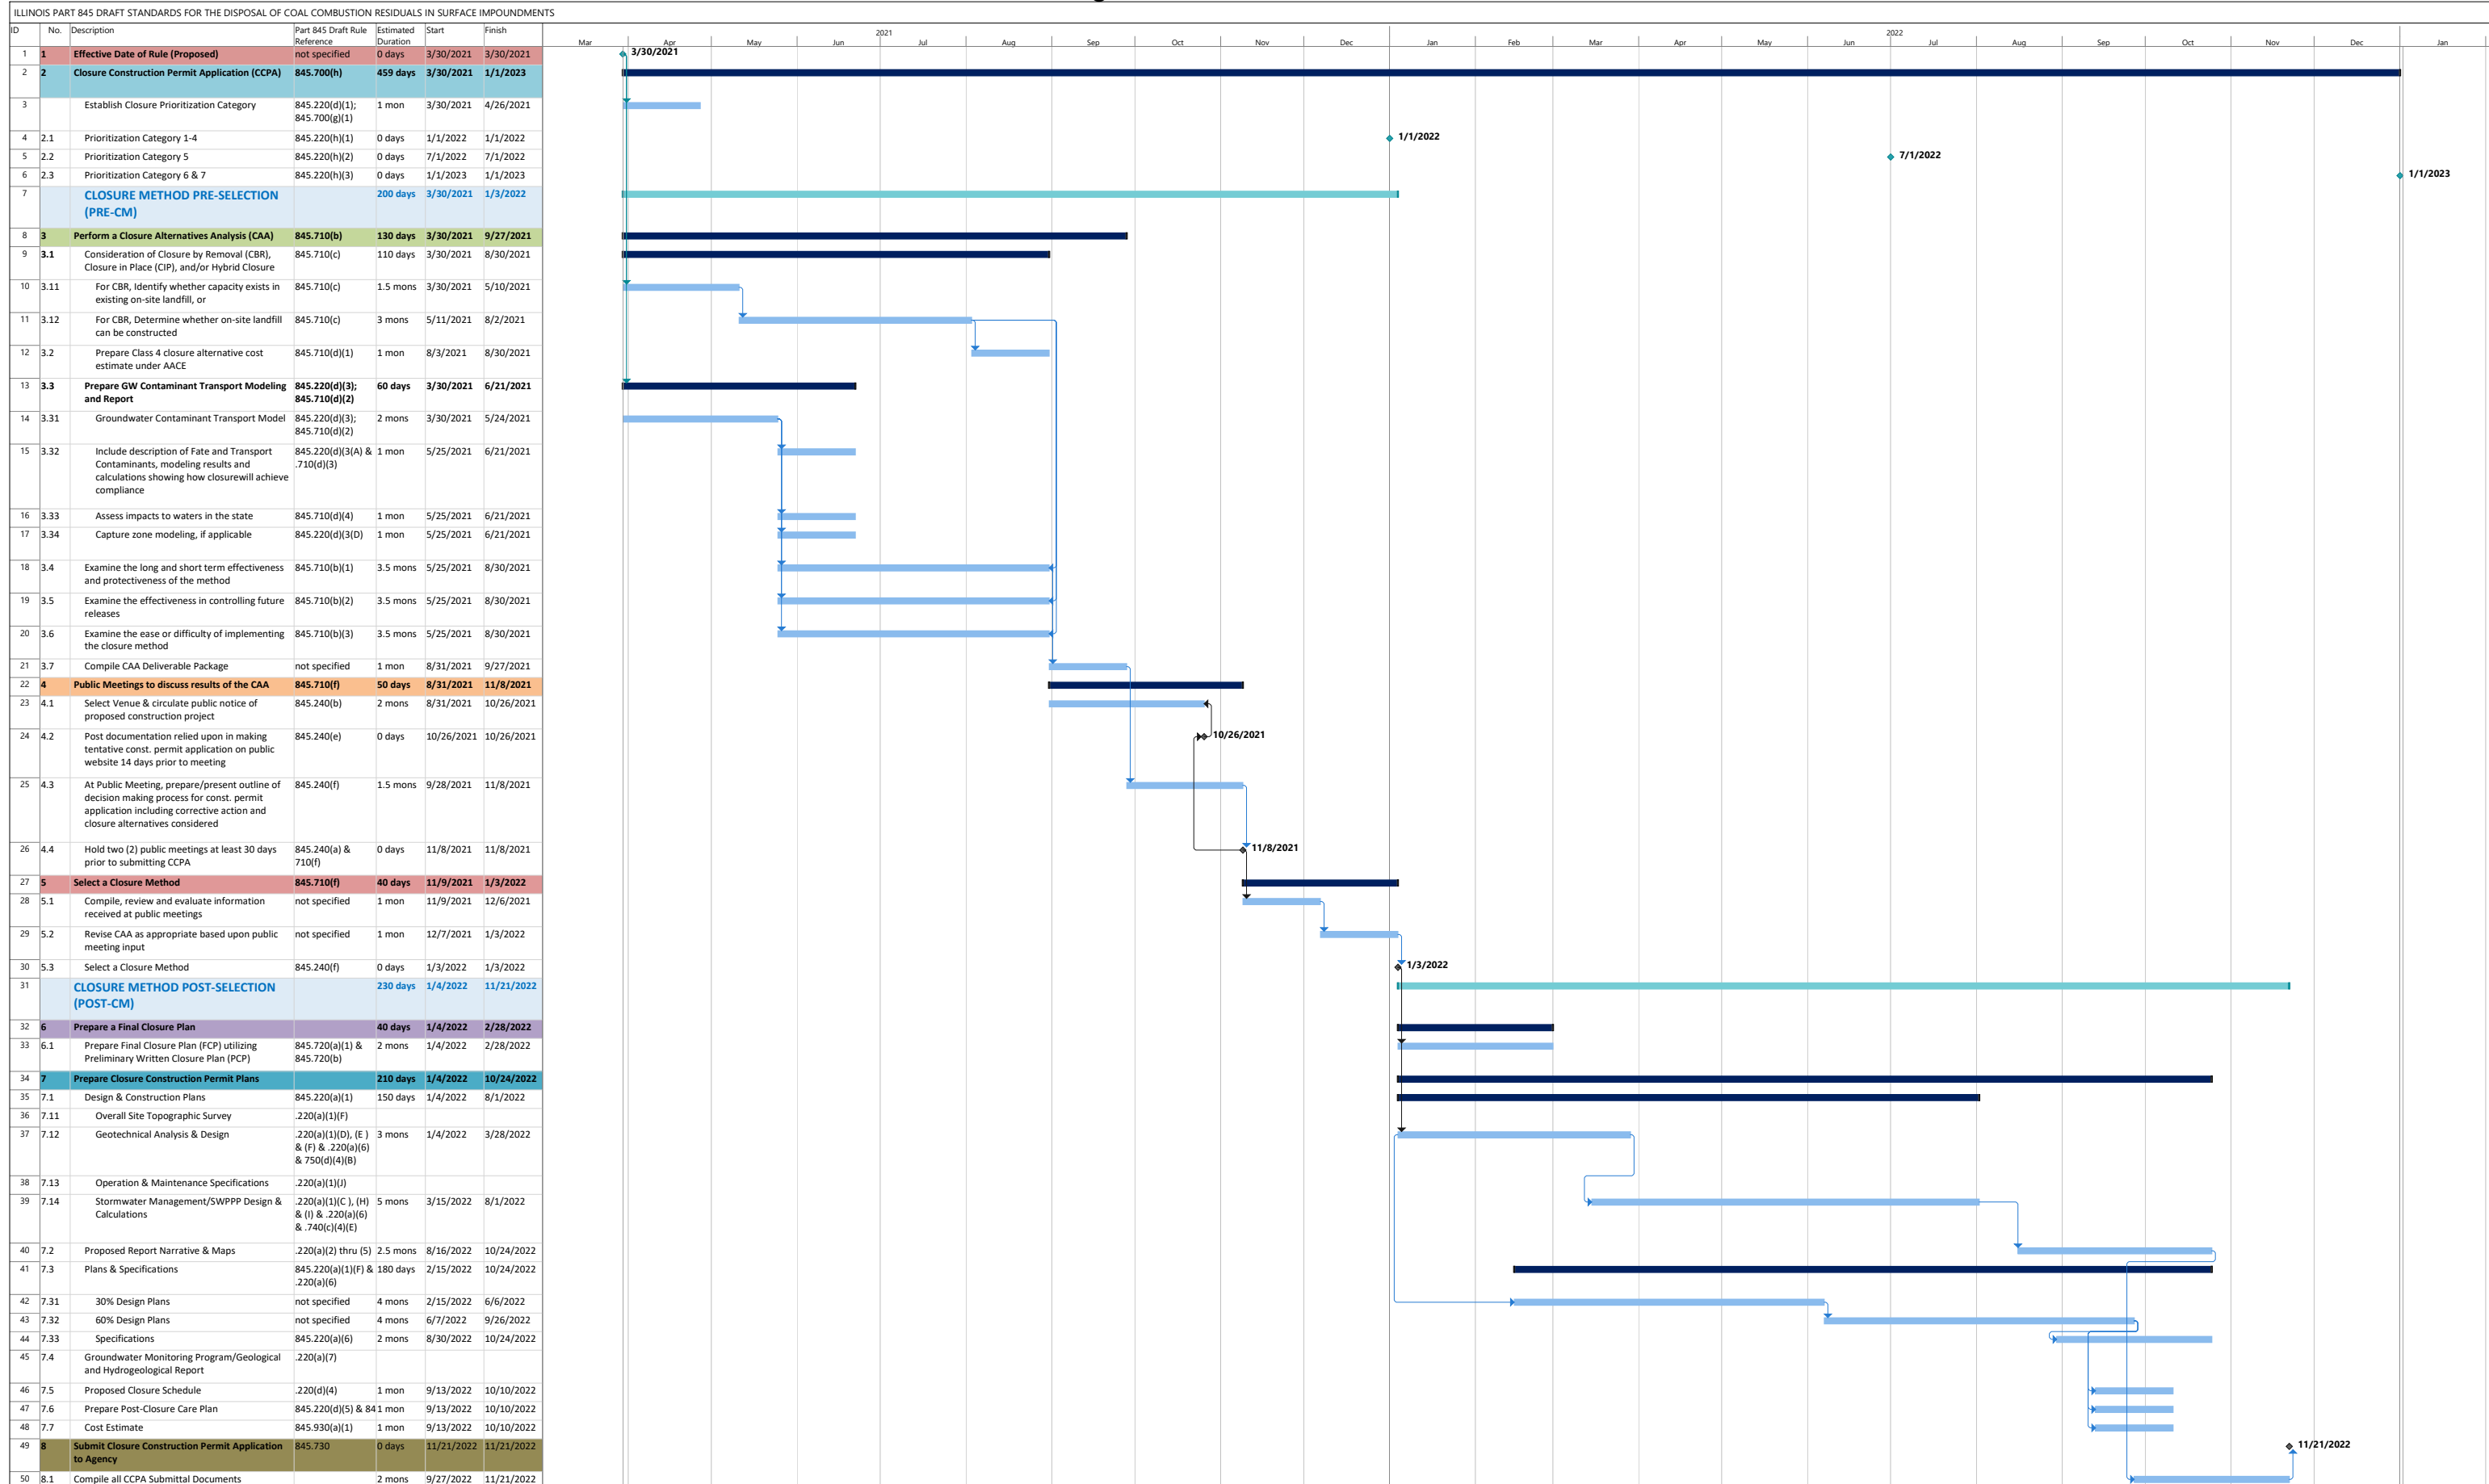 ILLINOIS PART 845 DRAFT STANDARDS FOR THE DISPOSAL OF COAL COMBUSTION RESIDUALS IN SURFACE IMPOUNDMENTS
ID No. Description Part 845 Draft Rule Reference Estimated Duration Start Finish
2021 2022
Mar Apr May Jun Jul Aug Sep Oct Nov Dec Jan Feb Mar Apr May Jun Jul Aug Sep Oct Nov Dec Jan
1 1 Effective Date of Rule (Proposed) not specified 0 days 3/30/2021 3/30/2021 3/30/2021
2 2 Closure Construction Permit Application (CCPA) 845.700(h) 459 days 3/30/2021 1/1/2023
3 Establish Closure Prioritization Category 845.220(d)(1); 1 mon 3/30/2021 4/26/2021
845.700(g)(1)
4 2.1 Prioritization Category 1-4 845.220(h)(1) 0 days 1/1/2022 1/1/2022 1/1/2022
5 2.2 Prioritization Category 5 845.220(h)(2) 0 days 7/1/2022 7/1/2022 7/1/2022
6 2.3 Prioritization Category 6 & 7 845.220(h)(3) 0 days 1/1/2023 1/1/2023 1/1/2023
7 CLOSURE METHOD PRE-SELECTION 200 days 3/30/2021 1/3/2022
(PRE-CM)
8 3 Perform a Closure Alternatives Analysis (CAA) 845.710(b) 130 days 3/30/2021 9/27/2021
9 3.1 Consideration of Closure by Removal (CBR), 845.710(c) 110 days 3/30/2021 8/30/2021
Closure in Place (CIP), and/or Hybrid Closure
10 3.11 For CBR, Identify whether capacity exists in 845.710(c) 1.5 mons 3/30/2021 5/10/2021
existing on-site landfill, or
11 3.12 For CBR, Determine whether on-site landfill 845.710(c) 3 mons 5/11/2021 8/2/2021
can be constructed
12 3.2 Prepare Class 4 closure alternative cost 845.710(d)(1) 1 mon 8/3/2021 8/30/2021
estimate under AACE
13 3.3 Prepare GW Contaminant Transport Modeling 845.220(d)(3); 60 days 3/30/2021 6/21/2021
and Report 845.710(d)(2)
14 3.31 Groundwater Contaminant Transport Model 845.220(d)(3); 2 mons 3/30/2021 5/24/2021
845.710(d)(2)
15 3.32 Include description of Fate and Transport 845.220(d)(3(A) & 1 mon 5/25/2021 6/21/2021
Contaminants, modeling results and .710(d)(3)
calculations showing how closurewill achieve
compliance
16 3.33 Assess impacts to waters in the state 845.710(d)(4) 1 mon 5/25/2021 6/21/2021
17 3.34 Capture zone modeling, if applicable 845.220(d)(3(D) 1 mon 5/25/2021 6/21/2021
18 3.4 Examine the long and short term effectiveness 845.710(b)(1) 3.5 mons 5/25/2021 8/30/2021
and protectiveness of the method
19 3.5 Examine the effectiveness in controlling future 845.710(b)(2) 3.5 mons 5/25/2021 8/30/2021
releases
20 3.6 Examine the ease or difficulty of implementing 845.710(b)(3) 3.5 mons 5/25/2021 8/30/2021
the closure method
21 3.7 Compile CAA Deliverable Package not specified 1 mon 8/31/2021 9/27/2021
22 4 Public Meetings to discuss results of the CAA 845.710(f) 50 days 8/31/2021 11/8/2021
23 4.1 Select Venue & circulate public notice of 845.240(b) 2 mons 8/31/2021 10/26/2021
proposed construction project
24 4.2 Post documentation relied upon in making 845.240(e) 0 days 10/26/2021 10/26/2021 10/26/2021
tentative const. permit application on public
website 14 days prior to meeting
25 4.3 At Public Meeting, prepare/present outline of 845.240(f) 1.5 mons 9/28/2021 11/8/2021
decision making process for const. permit
application including corrective action and
closure alternatives considered
26 4.4 Hold two (2) public meetings at least 30 days 845.240(a) & 0 days 11/8/2021 11/8/2021 11/8/2021
prior to submitting CCPA 710(f)
27 5 Select a Closure Method 845.710(f) 40 days 11/9/2021 1/3/2022
28 5.1 Compile, review and evaluate information not specified 1 mon 11/9/2021 12/6/2021
received at public meetings
29 5.2 Revise CAA as appropriate based upon public not specified 1 mon 12/7/2021 1/3/2022
meeting input
30 5.3 Select a Closure Method 845.240(f) 0 days 1/3/2022 1/3/2022 1/3/2022
31 CLOSURE METHOD POST-SELECTION 230 days 1/4/2022 11/21/2022
(POST-CM)
32 6 Prepare a Final Closure Plan 40 days 1/4/2022 2/28/2022
33 6.1 Prepare Final Closure Plan (FCP) utilizing 845.720(a)(1) & 2 mons 1/4/2022 2/28/2022
Preliminary Written Closure Plan (PCP) 845.720(b)
34 7 Prepare Closure Construction Permit Plans 210 days 1/4/2022 10/24/2022
35 7.1 Design & Construction Plans 845.220(a)(1) 150 days 1/4/2022 8/1/2022
36 7.11 Overall Site Topographic Survey .220(a)(1)(F)
37 7.12 Geotechnical Analysis & Design .220(a)(1)(D), (E ) 3 mons 1/4/2022 3/28/2022
& (F) & .220(a)(6)
& 750(d)(4)(B)
38 7.13 Operation & Maintenance Specifications .220(a)(1)(J)
39 7.14 Stormwater Management/SWPPP Design & .220(a)(1)(C ), (H) 5 mons 3/15/2022 8/1/2022
Calculations & (I) & .220(a)(6)
& .740(c)(4)(E)
40 7.2 Proposed Report Narrative & Maps .220(a)(2) thru (5) 2.5 mons 8/16/2022 10/24/2022
41 7.3 Plans & Specifications 845.220(a)(1)(F) & 180 days 2/15/2022 10/24/2022
.220(a)(6)
42 7.31 30% Design Plans not specified 4 mons 2/15/2022 6/6/2022
43 7.32 60% Design Plans not specified 4 mons 6/7/2022 9/26/2022
44 7.33 Specifications 845.220(a)(6) 2 mons 8/30/2022 10/24/2022
45 7.4 Groundwater Monitoring Program/Geological .220(a)(7)
and Hydrogeological Report
46 7.5 Proposed Closure Schedule .220(d)(4) 1 mon 9/13/2022 10/10/2022
47 7.6 Prepare Post-Closure Care Plan 845.220(d)(5) & 84 1 mon 9/13/2022 10/10/2022
48 7.7 Cost Estimate 845.930(a)(1) 1 mon 9/13/2022 10/10/2022
49 8 Submit Closure Construction Permit Application 845.730 0 days 11/21/2022 11/21/2022 11/21/2022
to Agency
50 8.1 Compile all CCPA Submittal Documents 2 mons 9/27/2022 11/21/2022